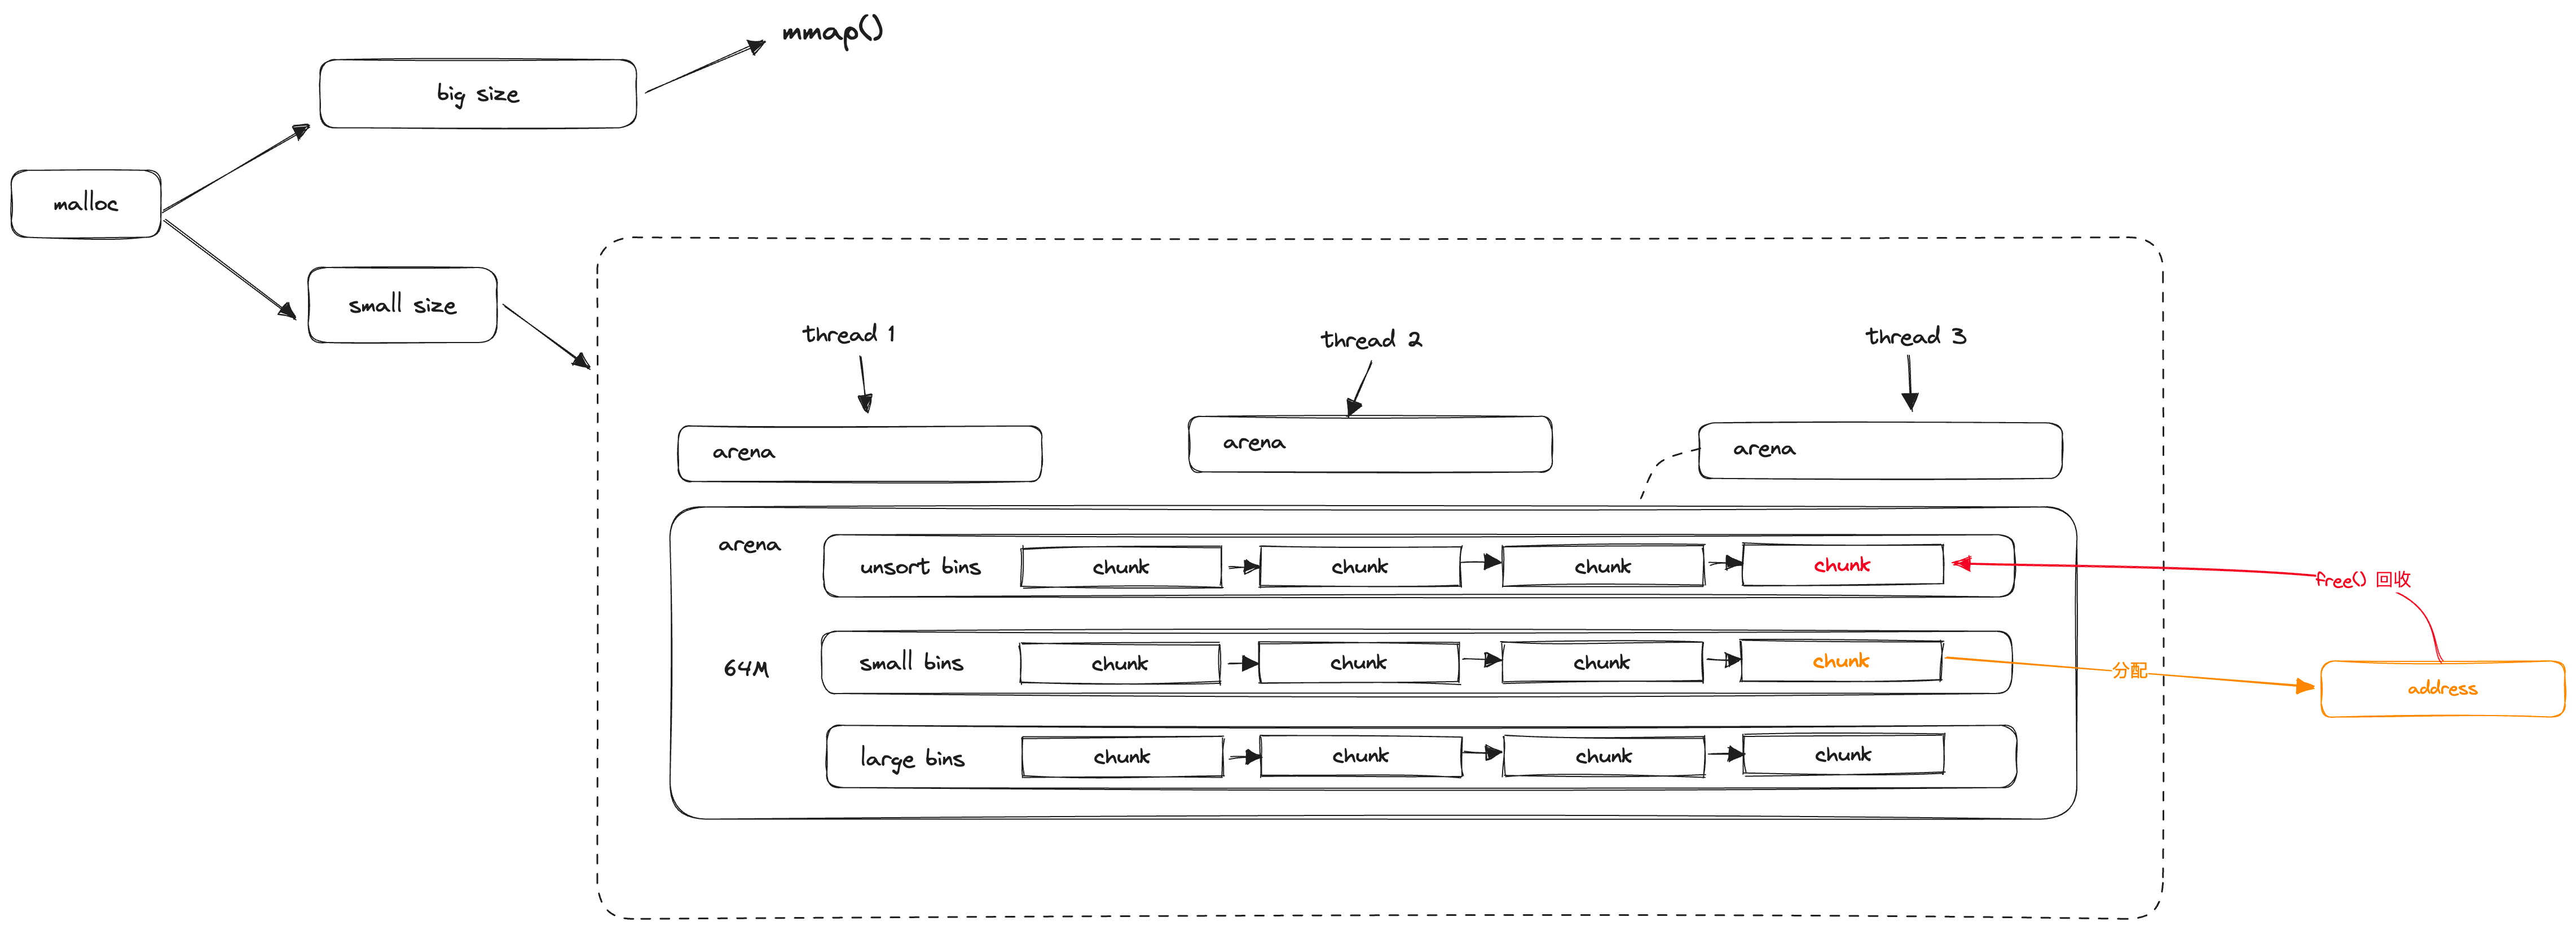 mmap()
big size
malloc
small size
thread 1
thread 2
thread 3
arena
arena
arena
arena
unsort bins
chunk
chunk
chunk
chunk
free() 回收
64M
small bins
chunk
chunk
chunk
chunk
分配
address
large bins
chunk
chunk
chunk
chunk